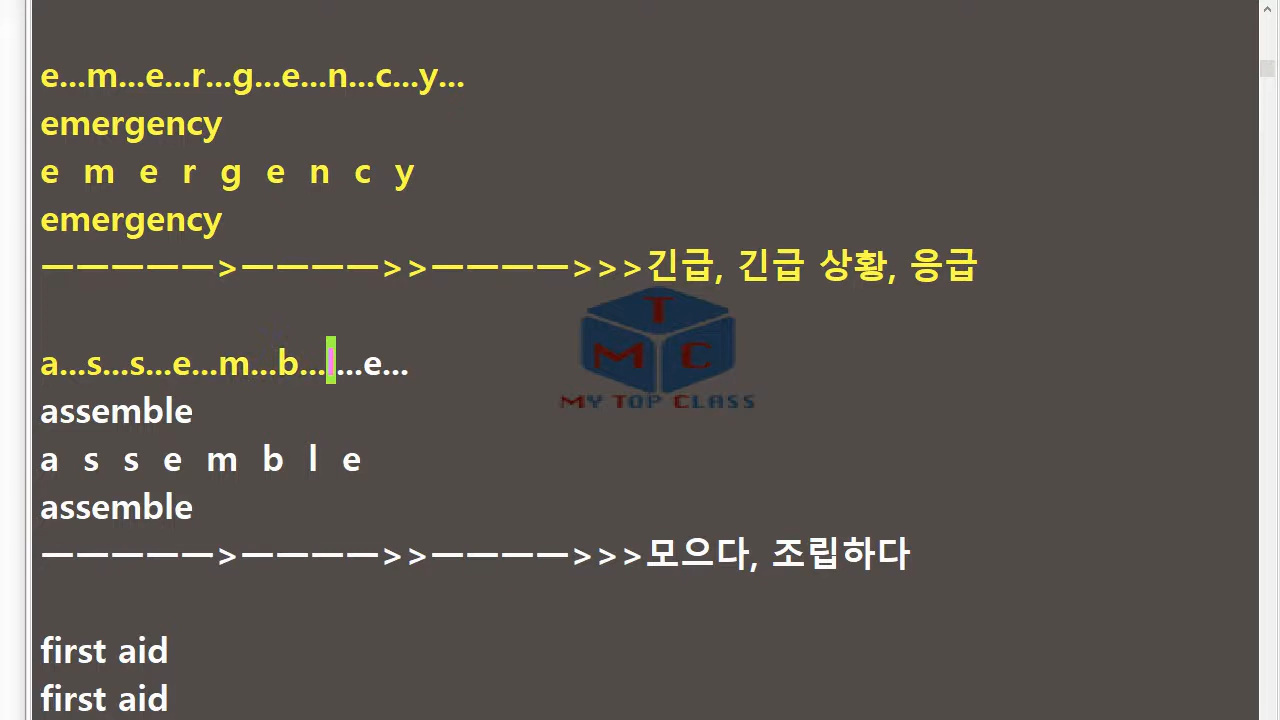 e...m...e...r...g...e...n...c...y...
emergency
e m e r g e n c y
emergency
—————>————>>————>>>긴급, 긴급 상황, 응급
a...s...s...e...m...b...l...e...
assemble
a s s e m b l e
assemble
—————>————>>————>>>모으다, 조립하다
first aid
first aid
T
M C
MY TOP CLASS